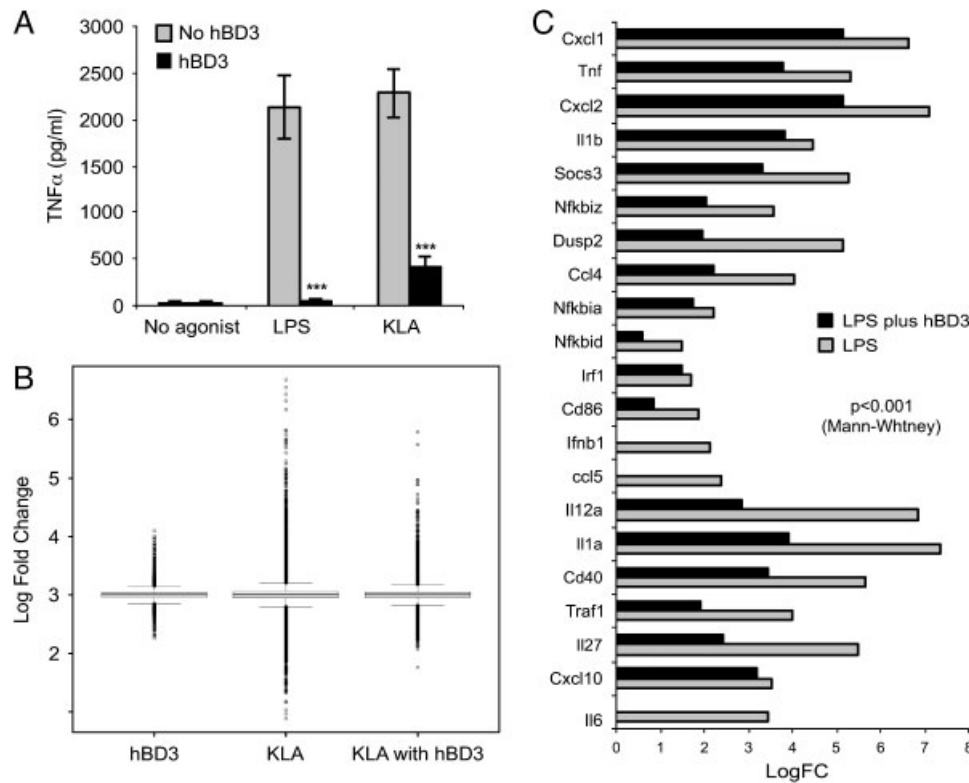 A
3000
2500
2000
1500
1000
500
0
TNFα (pg/ml)
No hBD3
hBD3
***
***
No agonist LPS KLA
B
6
5
4
3
2
Log Fold Change
hBD3 KLA KLA with hBD3
C
Cxcl1
Tnf
Cxcl2
Il1b
Socs3
Nfkbiz
Dusp2
Ccl4
Nfkbia
Nfkbid
Irf1
Cd86
Ifnb1
ccl5
Il12a
Il1a
Cd40
Traf1
Il27
Cxcl10
Il6
LPS plus hBD3
LPS
p<0.001
(Mann-Whtney)
0 1 2 3 4 5 6 7 8
LogFC